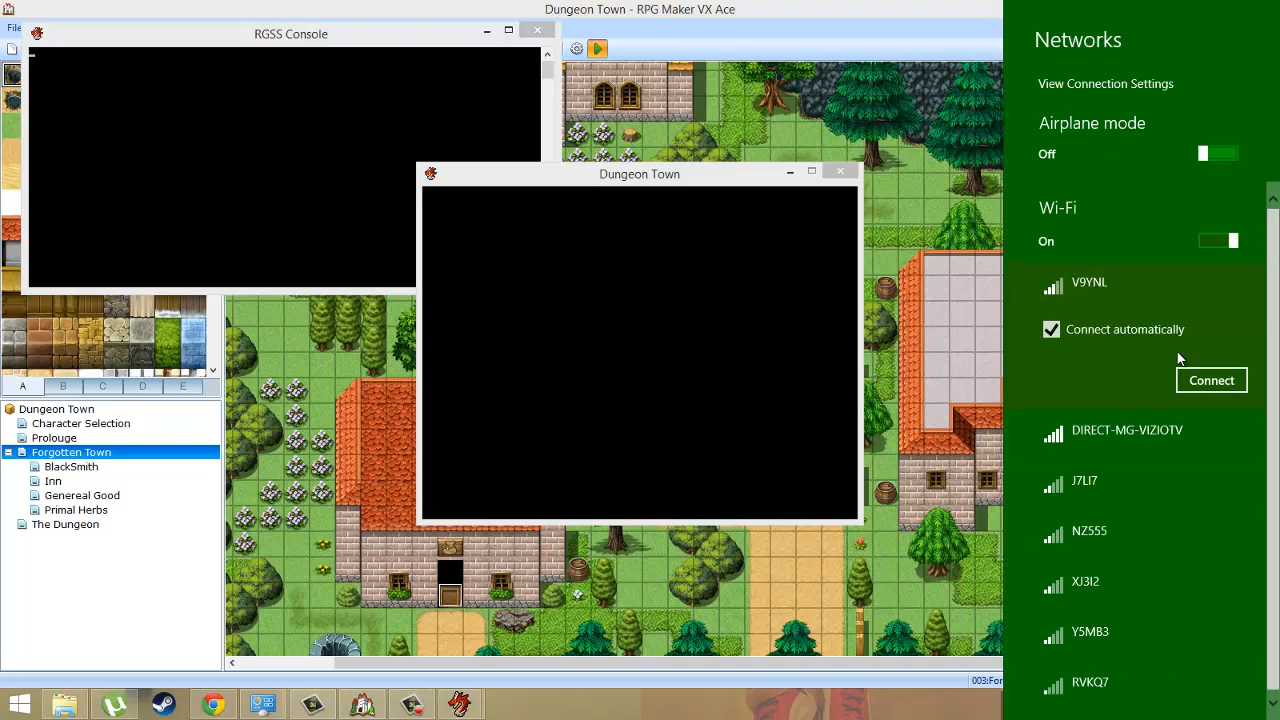 Dungeon Town - RPG Maker VX Ace
File
RGSS Console
Dungeon Town
A
B
C
D
E
Dungeon Town
Character Selection
Prolouge
Forgotten Town
BlackSmith
Inn
Genereal Good
Primal Herbs
The Dungeon
003:For
Networks
View Connection Settings
Airplane mode
Off
Wi-Fi
On
V9YNL
Connect automatically
Connect
DIRECT-MG-VIZIOTV
J7LI7
NZ555
XJ3I2
Y5MB3
RVKQ7